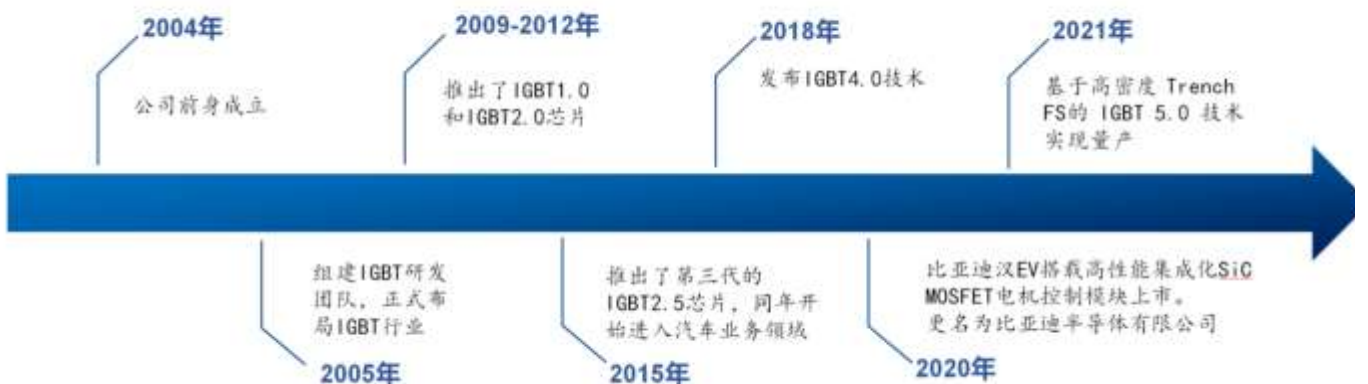 2004年
公司前身成立
2009-2012年
推出了IGBT1.0
和IGBT2.0芯片
2018年
发布IGBT4.0技术
2021年
基于高密度 Trench
FS的 IGBT 5.0 技术
实现量产
组建IGBT研发
团队，正式布
局IGBT行业
2005年
推出了第三代的
IGBT2.5芯片，同年开
始进入汽车业务领域
2015年
比亚迪汉EV搭载高性能集成化SiC
MOSFET电机控制模块上市。
更名为比亚迪半导体有限公司
2020年